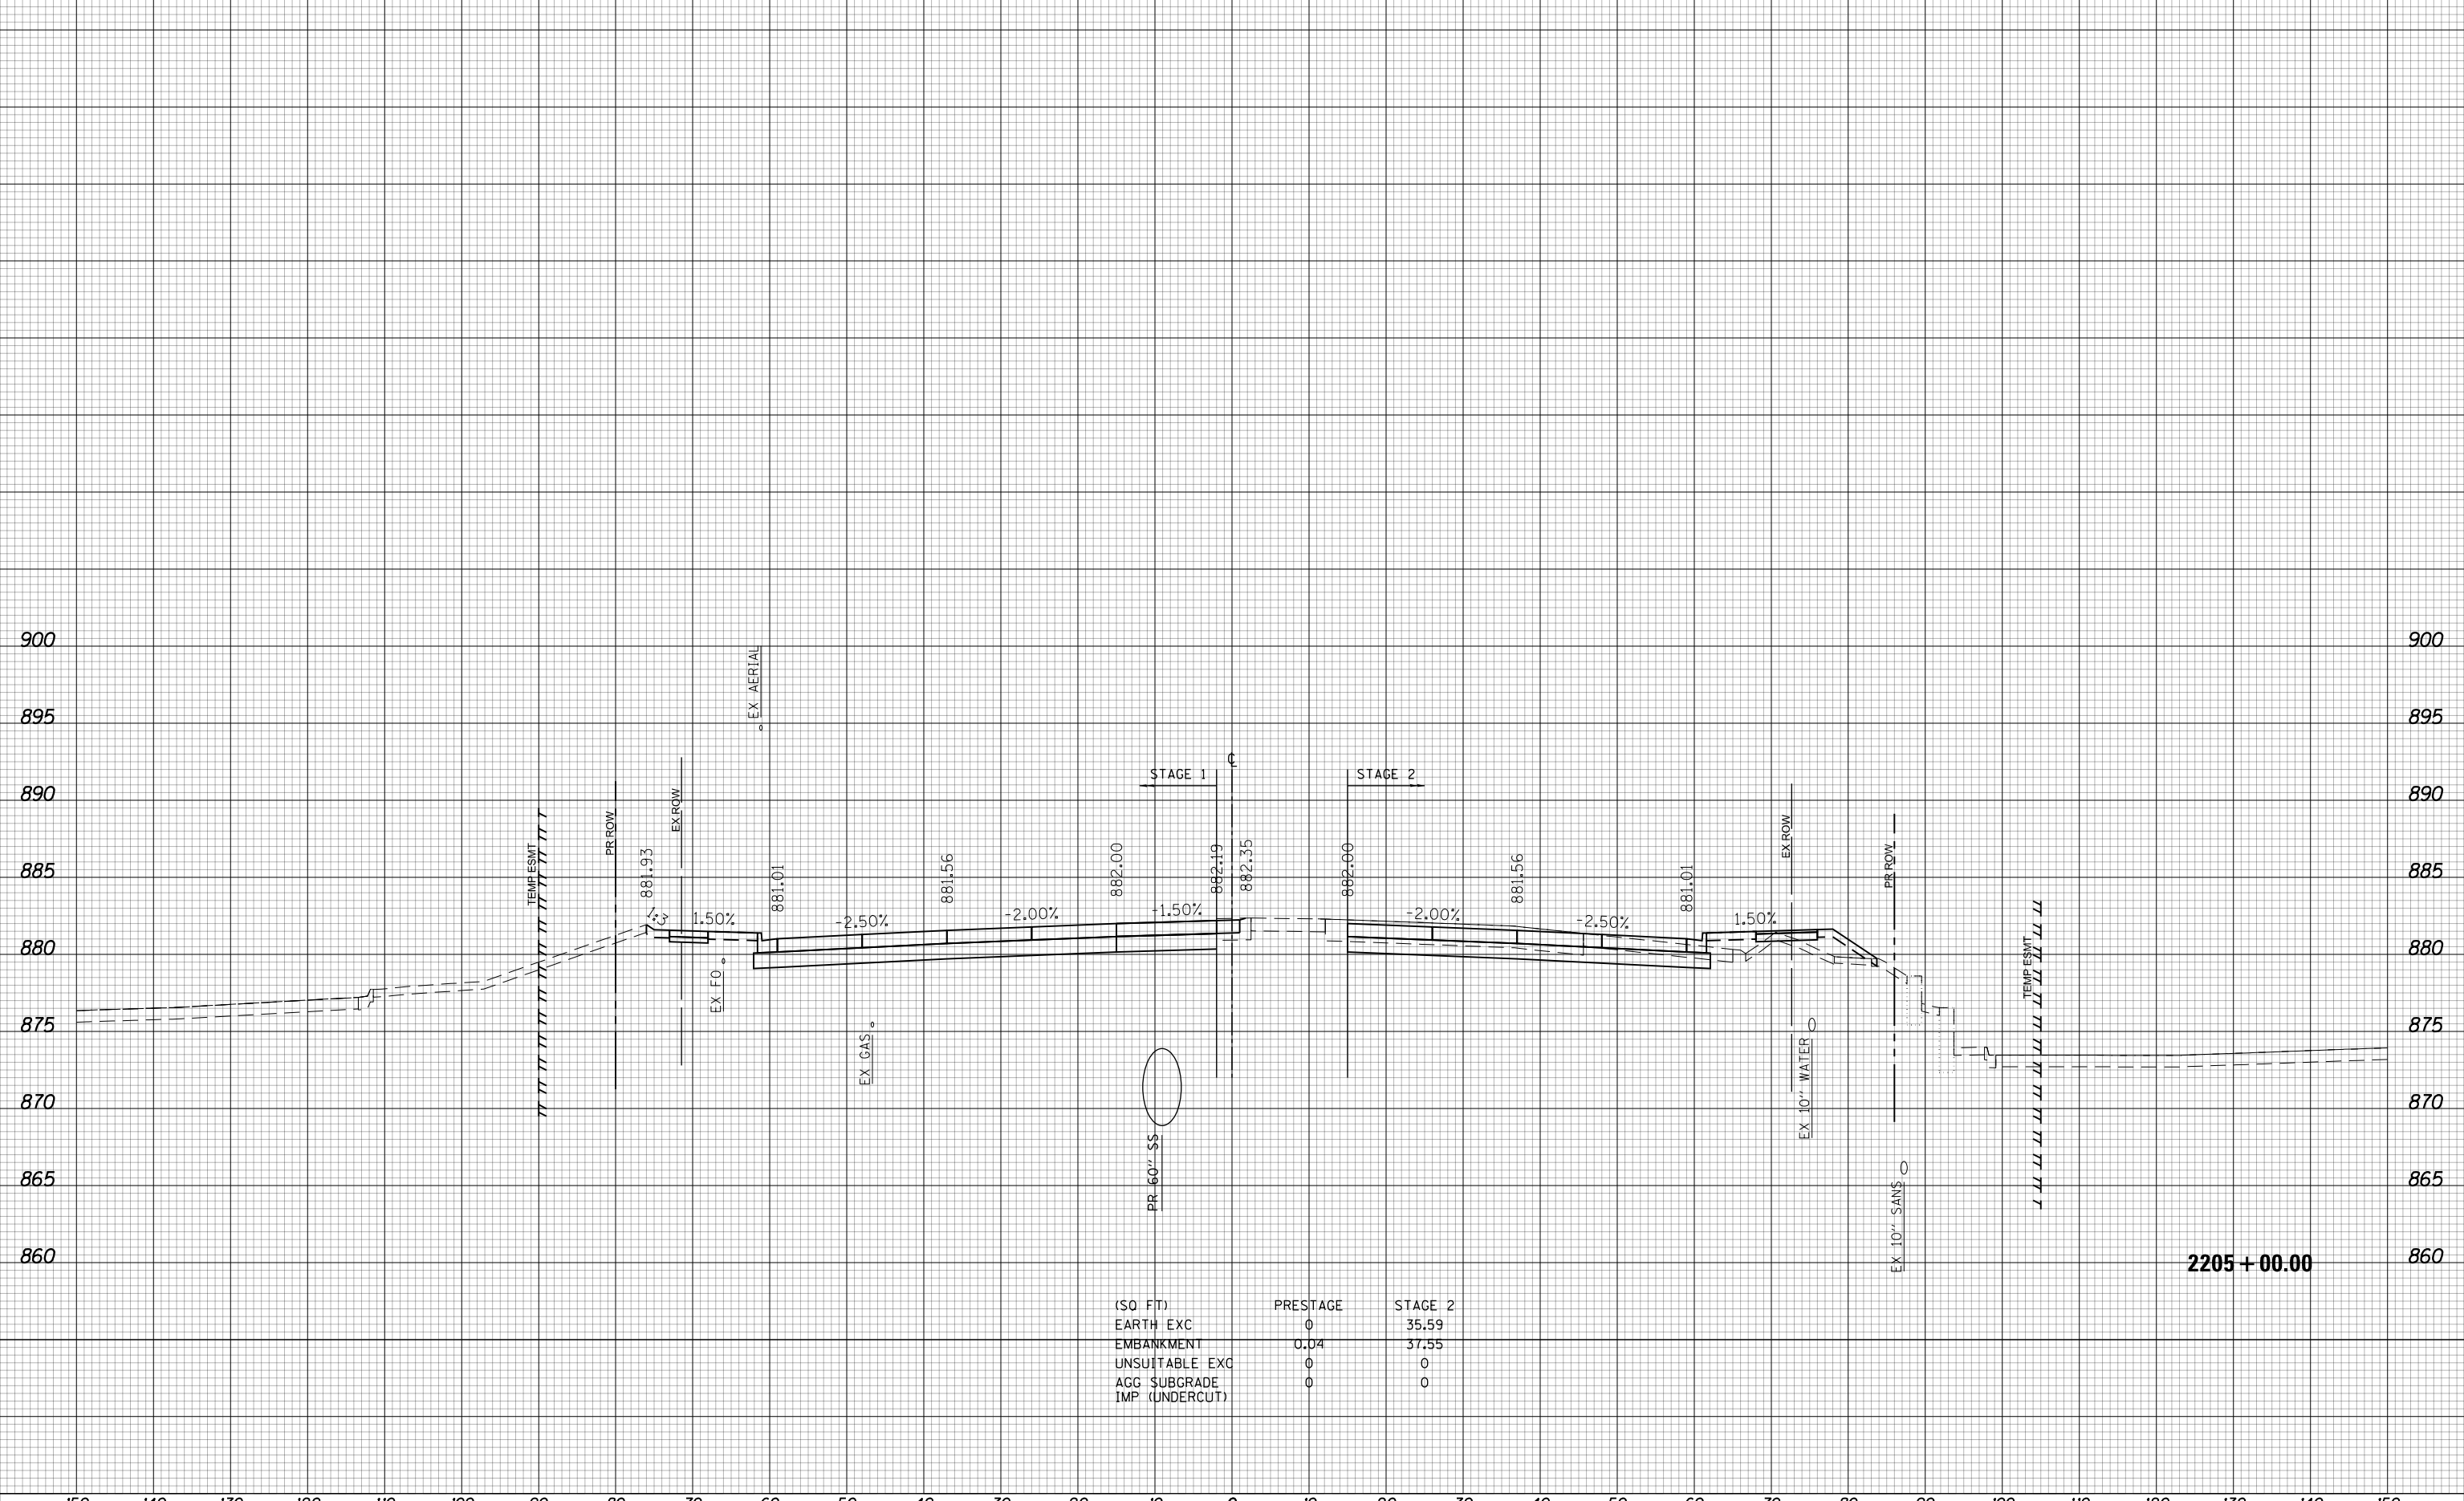 900 900
EX AERIAL
895 895
℄
STAGE 1 STAGE 2
890 890
TEMP ESMT
PR ROW
EX ROW
EX ROW
PR ROW
TEMP ESMT
885 885
881.93
881.01
881.56
882.00
882.19
882.35
882.00
881.56
881.01
1:3
1.50%
-2.50%
-2.00%
-1.50%
-2.00%
-2.50%
1.50%
880 880
EX FO
875 875
EX GAS
EX 10" WATER
870 870
PR 60" SS
865 865
EX 10" SANS
860 860
2205+00.00
(SQ FT) PRESTAGE STAGE 2
EARTH EXC 0 35.59
EMBANKMENT 0.04 37.55
UNSUITABLE EXC 0 0
AGG SUBGRADE 0 0
IMP (UNDERCUT)